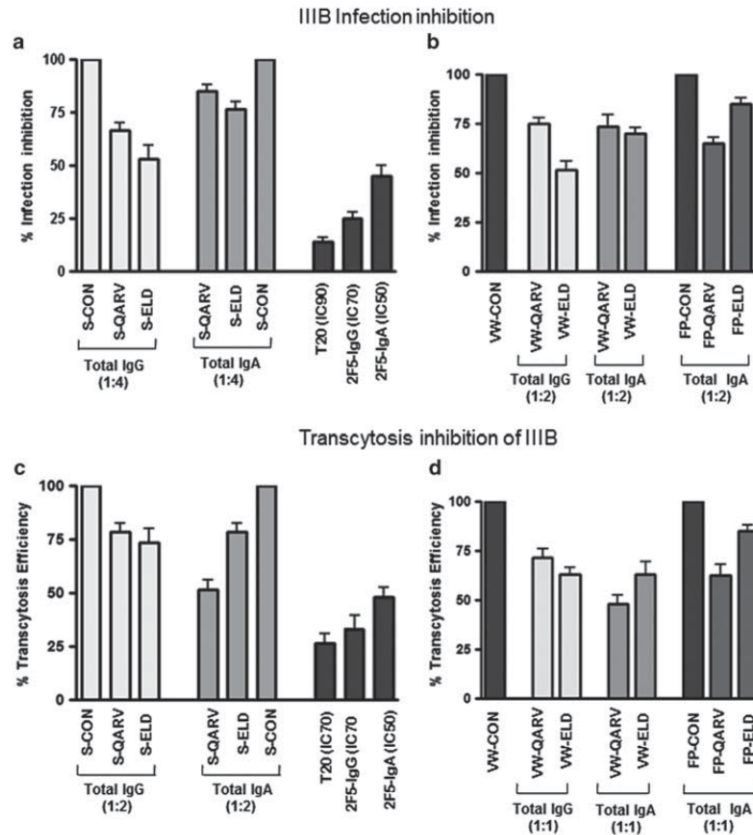 IIIB Infection inhibition
a
% Infection inhibition
100
75
50
25
0
S-CON
S-QARV
S-ELD
Total IgG
(1:4)
S-QARV
S-ELD
S-CON
Total IgA
(1:4)
T20 (IC90)
2F5-IgG (IC70)
2F5-IgA (IC50)
b
% Infection inhibition
100
75
50
25
0
VW-CON
VW-QARV
VW-ELD
Total IgG
(1:2)
VW-QARV
VW-ELD
Total IgA
(1:2)
FP-CON
FP-QARV
FP-ELD
Total IgA
(1:2)
Transcytosis inhibition of IIIB
c
% Transcytosis Efficiency
100
75
50
25
0
S-CON
S-QARV
S-ELD
Total IgG
(1:2)
S-QARV
S-ELD
S-CON
Total IgA
(1:2)
T20 (IC70)
2F5-IgG (IC70
2F5-IgA (IC50)
d
% Transcytosis Efficiency
100
75
50
25
0
VW-CON
VW-QARV
VW-ELD
Total IgG
(1:1)
VW-QARV
VW-ELD
Total IgA
(1:1)
FP-CON
FP-QARV
FP-ELD
Total IgA
(1:1)